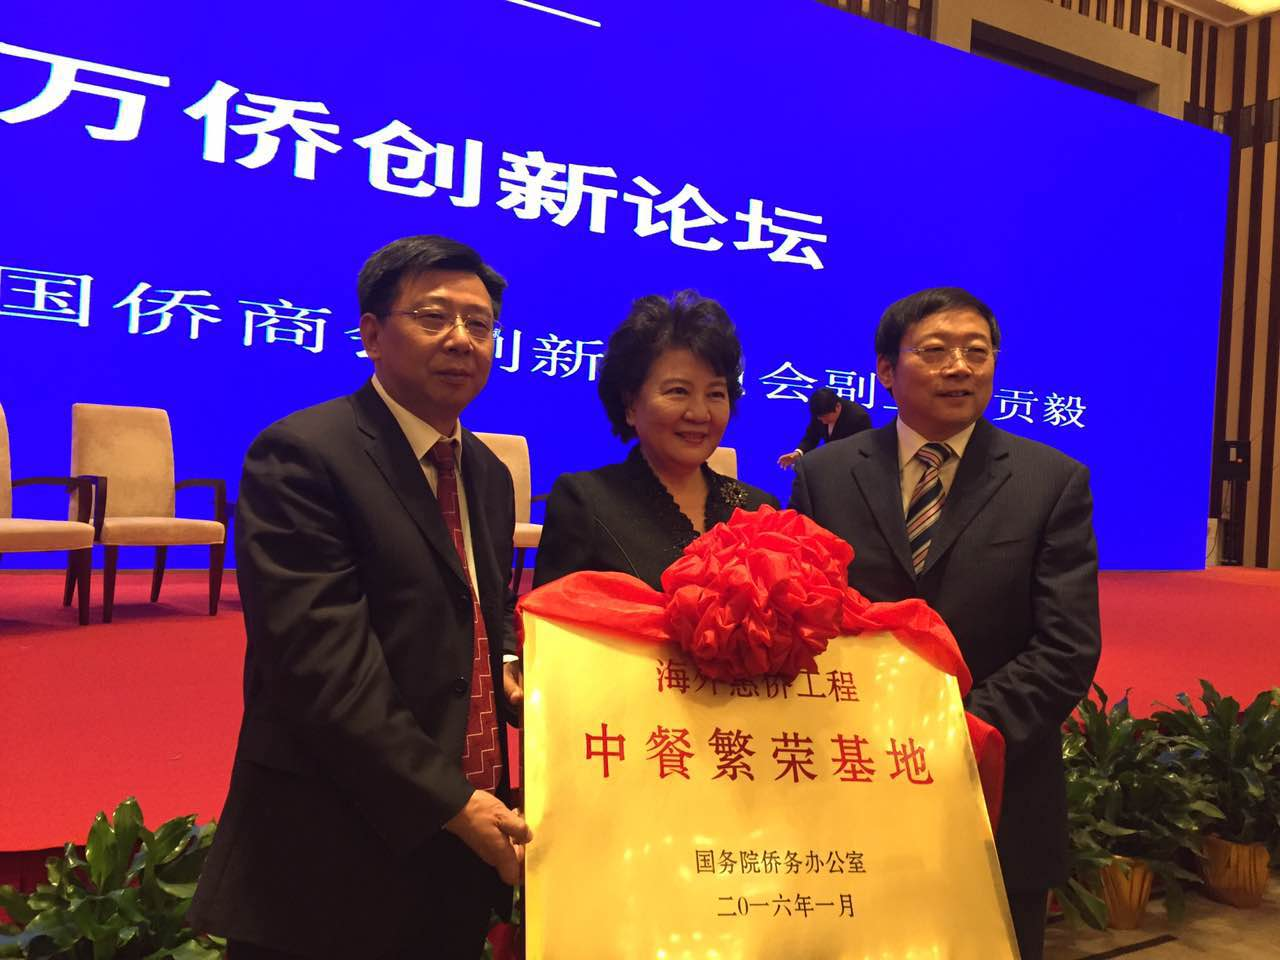 万侨创新论坛
国侨商 创新 会副 贡毅
海外惠侨工程
中餐繁荣基地
国务院侨务办公室
二0一六年一月